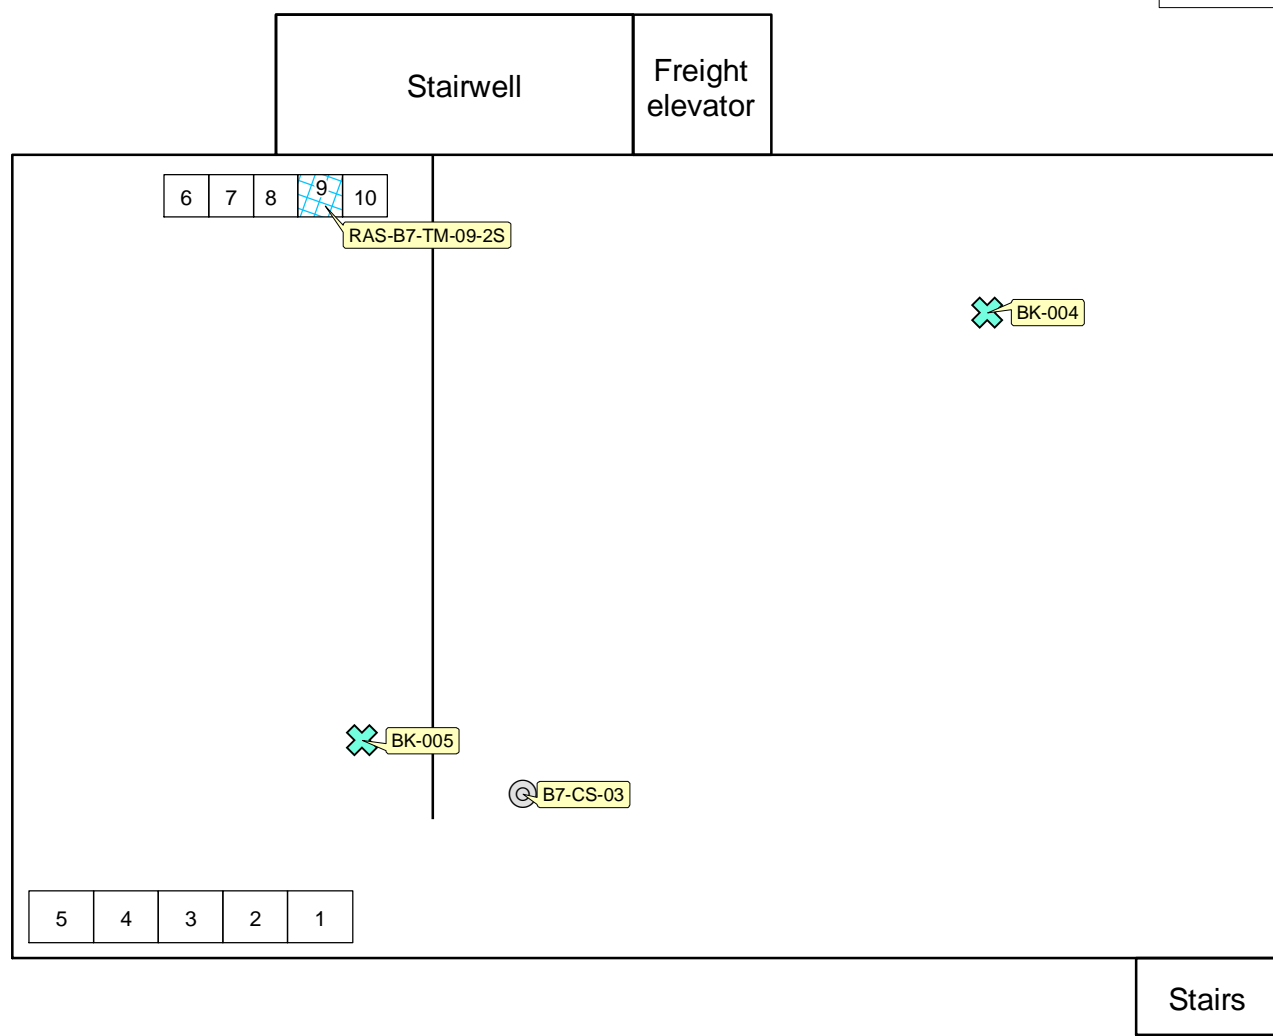 Stairwell
Freight
elevator
6 7 8 9 10
RAS-B7-TM-09-2S
BK-004
BK-005
B7-CS-03
5 4 3 2 1
Stairs